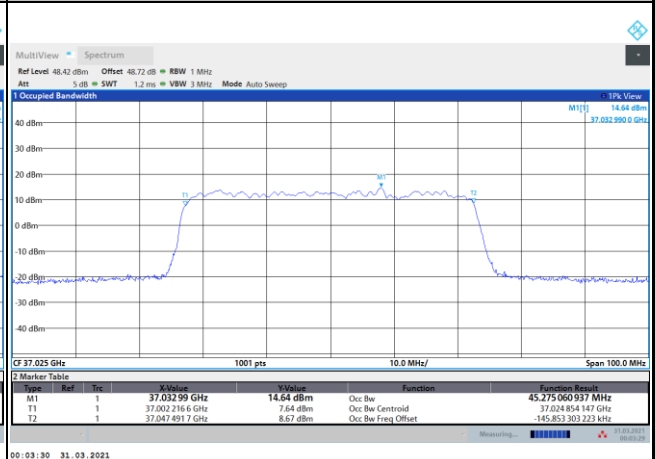 MultiView Spectrum
Ref Level 48.42 dBm Offset 48.72 dB RBW 1 MHz
Att 5 dB SWT 1.2 ms VBW 3 MHz Mode Auto Sweep
1 Occupied Bandwidth 1Pk View
M1[1] 14.64 dBm
37.032 990 0 GHz
40 dBm
30 dBm
20 dBm
M1
T1
T2
10 dBm
0 dBm
-10 dBm
-20 dBm
-30 dBm
-40 dBm
CF 37.025 GHz 1001 pts 10.0 MHz/ Span 100.0 MHz
2 Marker Table
Type Ref Trc X-Value Y-Value Function Function Result
M1 1 37.03299 GHz 14.64 dBm Occ Bw 45.275 060 937 MHz
T1 1 37.002 216 6 GHz 7.64 dBm Occ Bw Centroid 37.024 854 147 GHz
T2 1 37.047 491 7 GHz 8.67 dBm Occ Bw Freq Offset -145.853 303 223 kHz
Measuring... 31.03.2021
00:03:29
00:03:30 31.03.2021